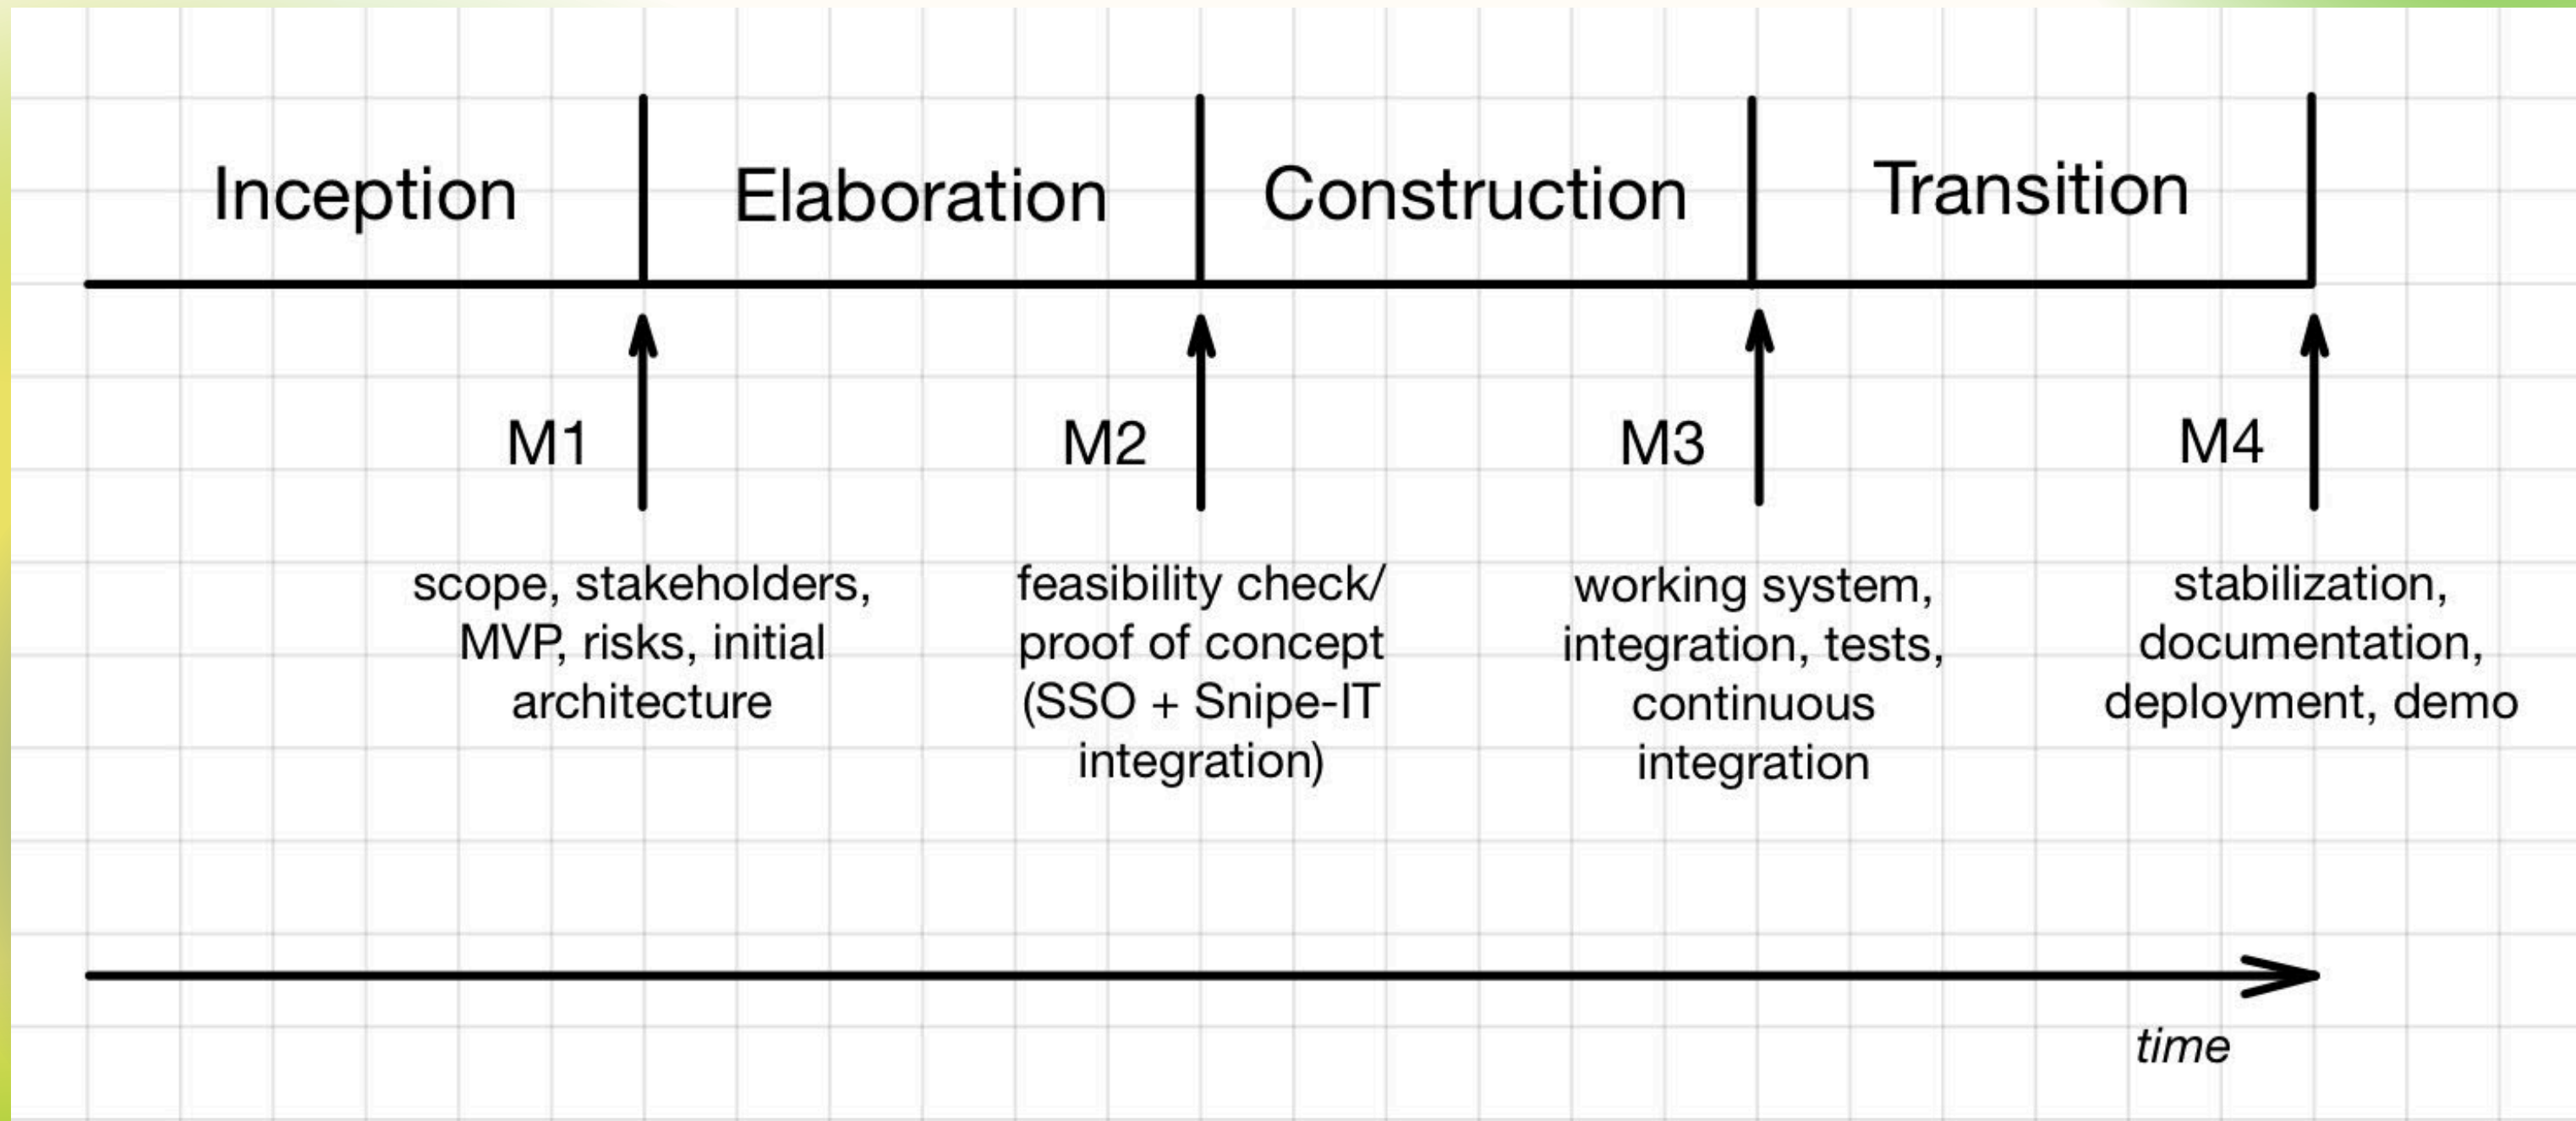 Inception
Elaboration
Construction
Transition
M1
M2
M3
M4
scope, stakeholders,
MVP, risks, initial
architecture
feasibility check/
proof of concept
(SSO + Snipe-IT
integration)
working system,
integration, tests,
continuous
integration
stabilization,
documentation,
deployment, demo
time